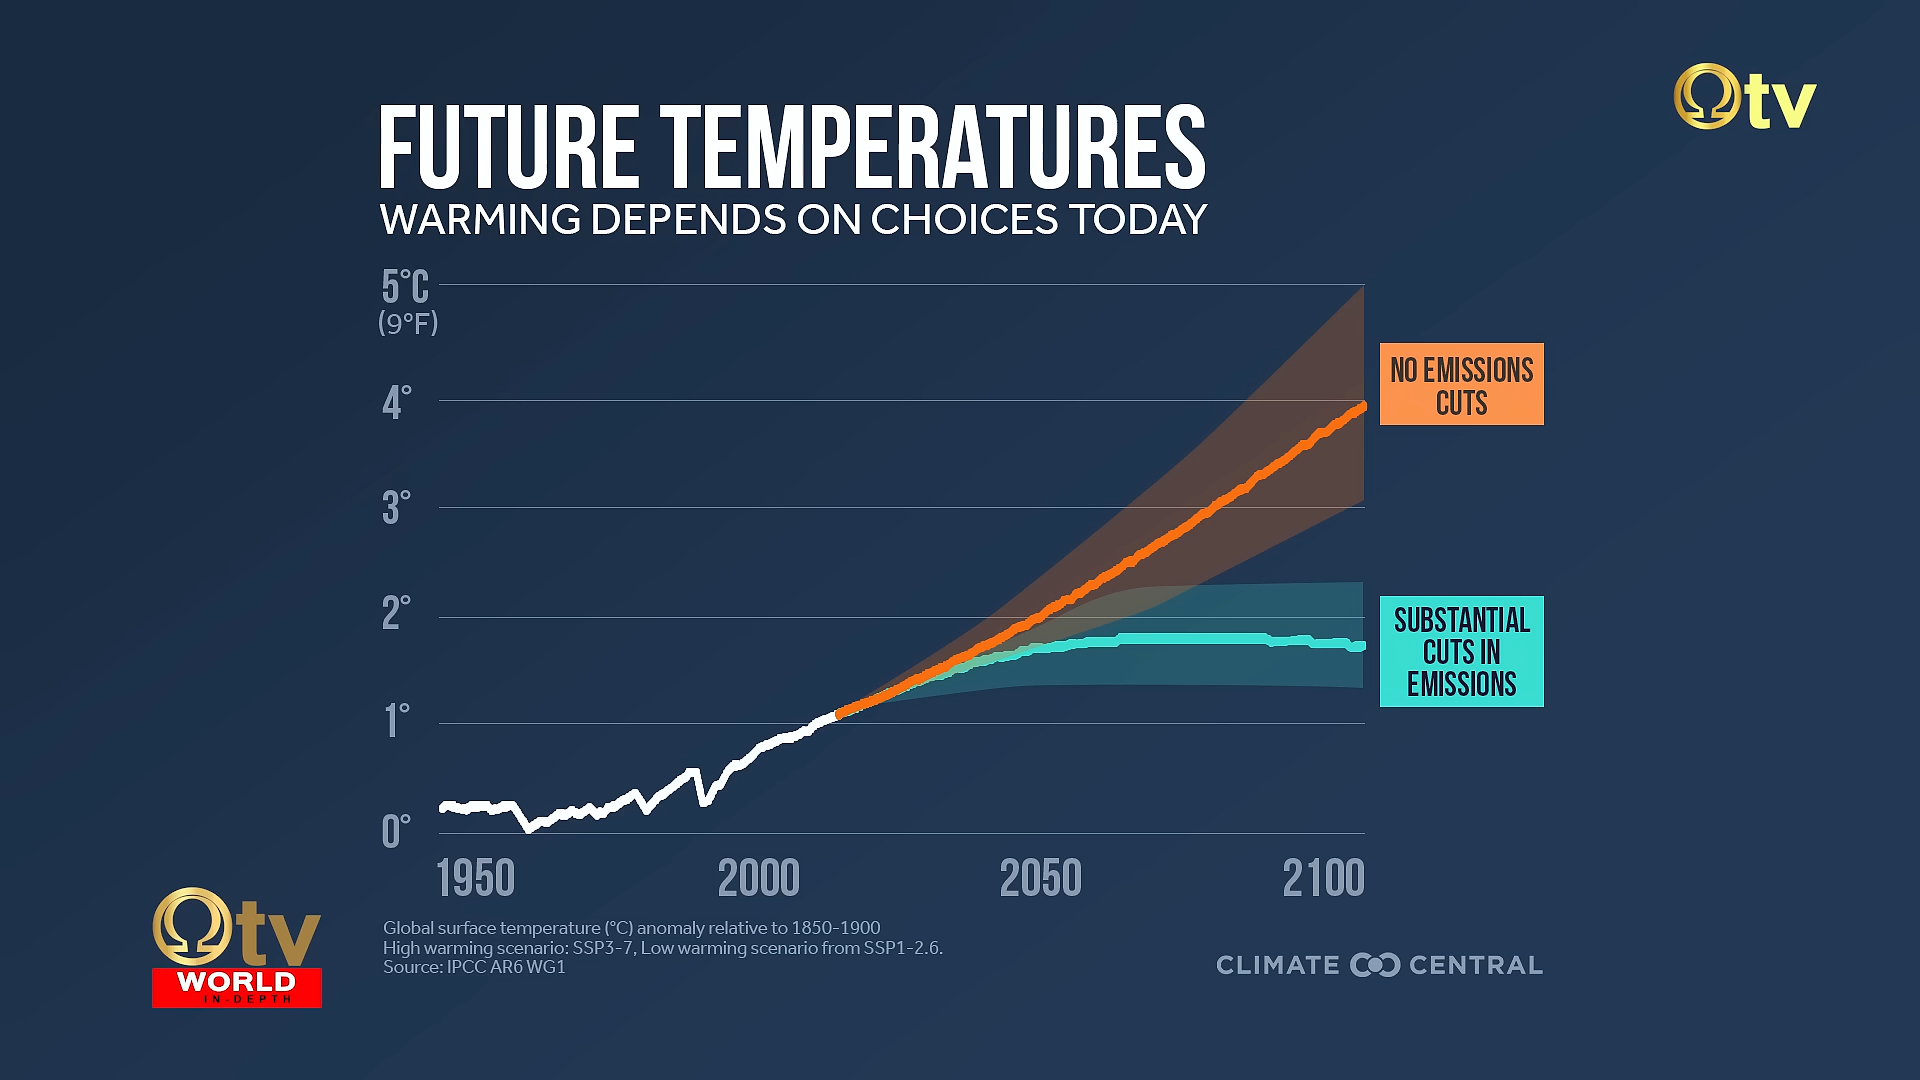 Ωtv
FUTURE TEMPERATURES
WARMING DEPENDS ON CHOICES TODAY
5°C
(9°F)
4°
3°
2°
1°
0°
NO EMISSIONS
CUTS
SUBSTANTIAL
CUTS IN
EMISSIONS
1950 2000 2050 2100
Global surface temperature (°C) anomaly relative to 1850-1900
High warming scenario: SSP3-7, Low warming scenario from SSP1-2.6.
Source: IPCC AR6 WG1
CLIMATE CENTRAL
Ωtv
WORLD
IN-DEPTH